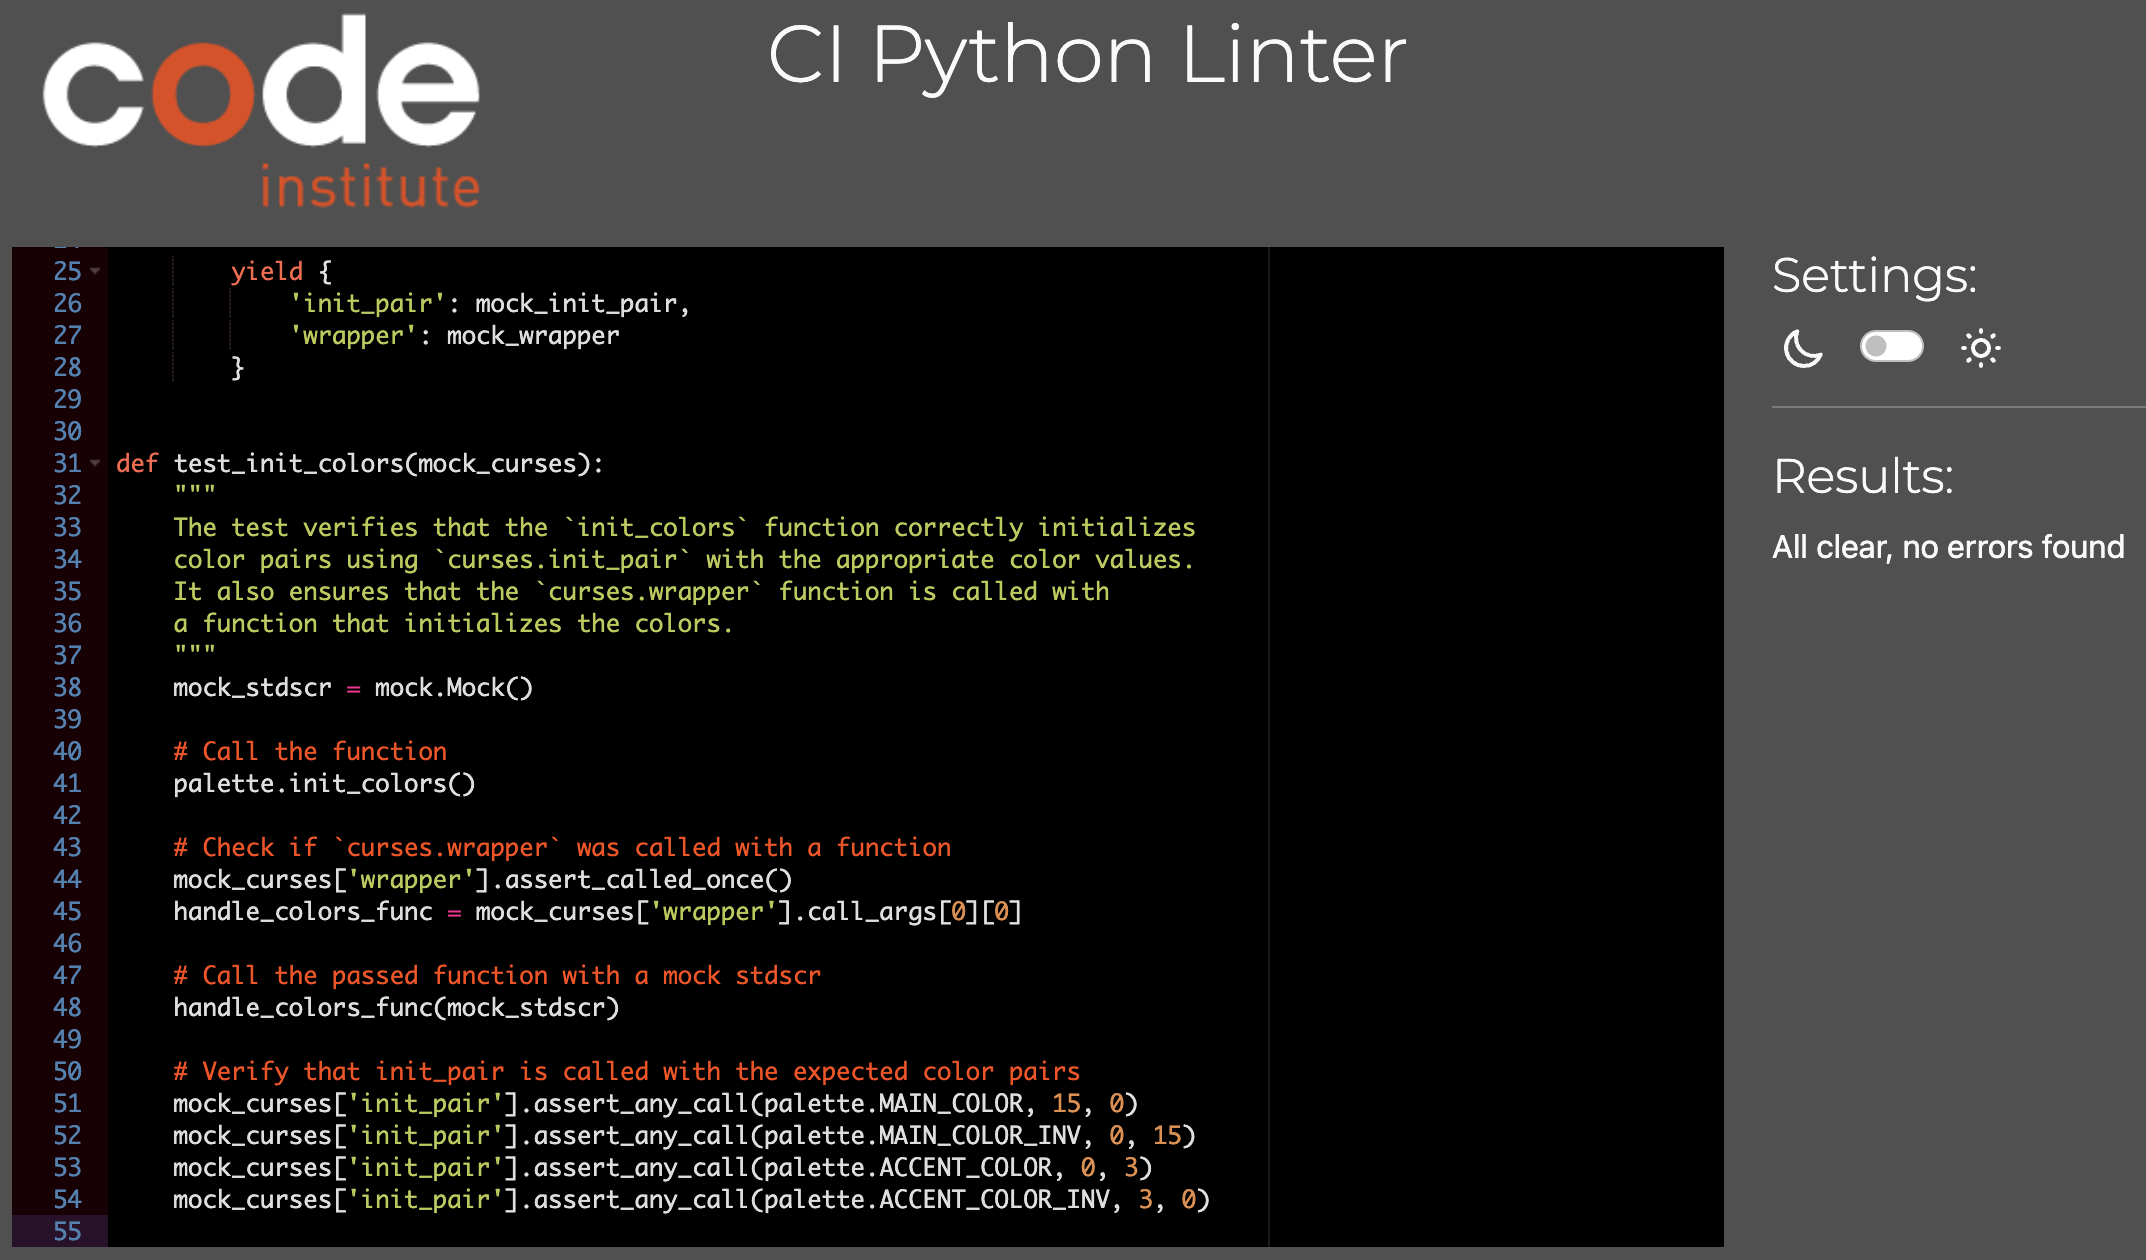 code
institute
CI Python Linter
25 yield {
26 'init_pair': mock_init_pair,
27 'wrapper': mock_wrapper
28 }
29
30
31 def test_init_colors(mock_curses):
32 """
33 The test verifies that the `init_colors` function correctly initializes
34 color pairs using `curses.init_pair` with the appropriate color values.
35 It also ensures that the `curses.wrapper` function is called with
36 a function that initializes the colors.
37 """
38 mock_stdscr = mock.Mock()
39
40 # Call the function
41 palette.init_colors()
42
43 # Check if `curses.wrapper` was called with a function
44 mock_curses['wrapper'].assert_called_once()
45 handle_colors_func = mock_curses['wrapper'].call_args[0][0]
46
47 # Call the passed function with a mock stdscr
48 handle_colors_func(mock_stdscr)
49
50 # Verify that init_pair is called with the expected color pairs
51 mock_curses['init_pair'].assert_any_call(palette.MAIN_COLOR, 15, 0)
52 mock_curses['init_pair'].assert_any_call(palette.MAIN_COLOR_INV, 0, 15)
53 mock_curses['init_pair'].assert_any_call(palette.ACCENT_COLOR, 0, 3)
54 mock_curses['init_pair'].assert_any_call(palette.ACCENT_COLOR_INV, 3, 0)
55
Settings:
Results:
All clear, no errors found